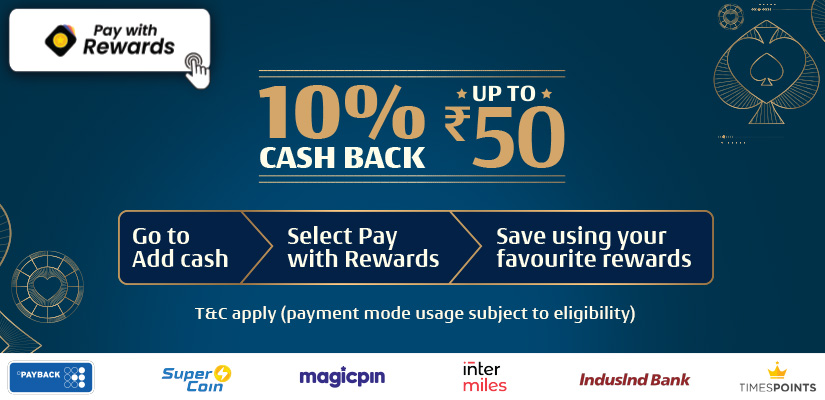 Pay with
Rewards
10% UP TO
CASH BACK ₹50
Go to
Add cash
Select Pay
with Rewards
Save using your
favourite rewards
T&C apply (payment mode usage subject to eligibility)
PAYBACK
Super
Coin
magicpin
inter
miles
IndusInd Bank
TIMESPOINTS